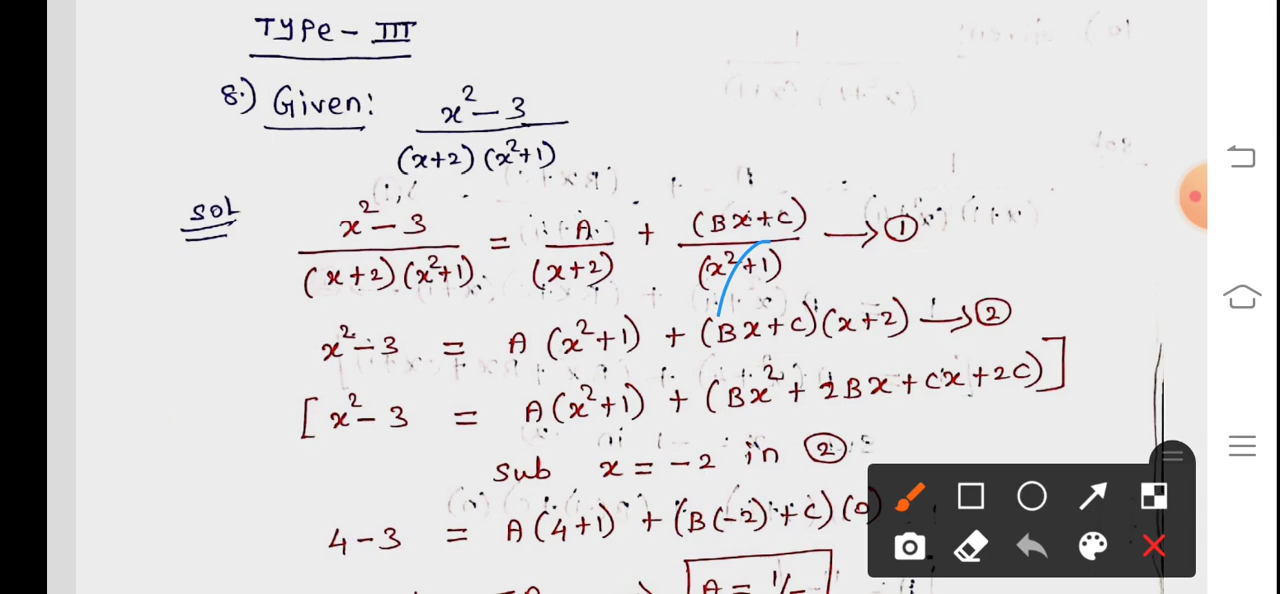 TYPE - III
8.) Given: x² - 3 / (x+2) (x²+1)
Sol x² - 3 / (x+2) (x²+1) = A / (x+2) + (Bx+C) / (x²+1) → ①
x² - 3 = A (x²+1) + (Bx+C) (x+2) → ②
[ x² - 3 = A (x²+1) + (Bx² + 2Bx + Cx + 2C) ]
sub x = -2 in ②
4 - 3 = A (4+1) + (B(-2) + C) (0)
A = 1/